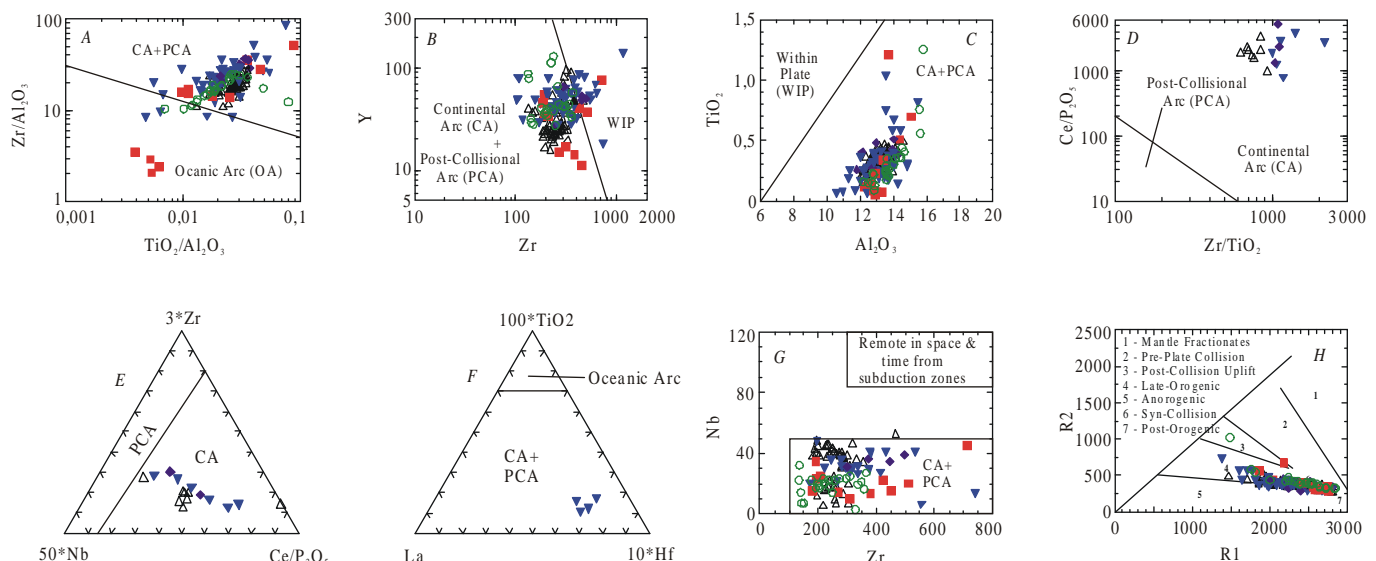 A
CA+PCA
Ocanic Arc (OA)
Zr/Al2O3
100
10
1
0,001
0,01
0,1
TiO2/Al2O3
B
Continental
Arc (CA)
+
Post-Collisional
Arc (PCA)
WIP
Y
300
100
10
5
10
100
1000
2000
Zr
C
Within
Plate
(WIP)
CA+PCA
TiO2
1,5
1,0
0,5
0
6
8
10
12
14
16
18
20
Al2O3
D
Post-Collisional
Arc (PCA)
Continental
Arc (CA)
Ce/P2O5
6000
1000
100
10
100
1000
3000
Zr/TiO2
3*Zr
E
PCA
CA
50*Nb
Ce/P2O5
100*TiO2
F
Oceanic Arc
CA+
PCA
La
10*Hf
G
Remote in space &
time from
subduction zones
CA+
PCA
Nb
120
100
80
60
40
20
0
0
200
400
600
800
Zr
H
1 - Mantle Fractionates
2 - Pre-Plate Collision
3 - Post-Collision Uplift
4 - Late-Orogenic
5 - Anorogenic
6 - Syn-Collision
7 - Post-Orogenic
1
2
3
4
5
7
R2
2500
2000
1500
1000
500
0
0
1000
2000
3000
R1